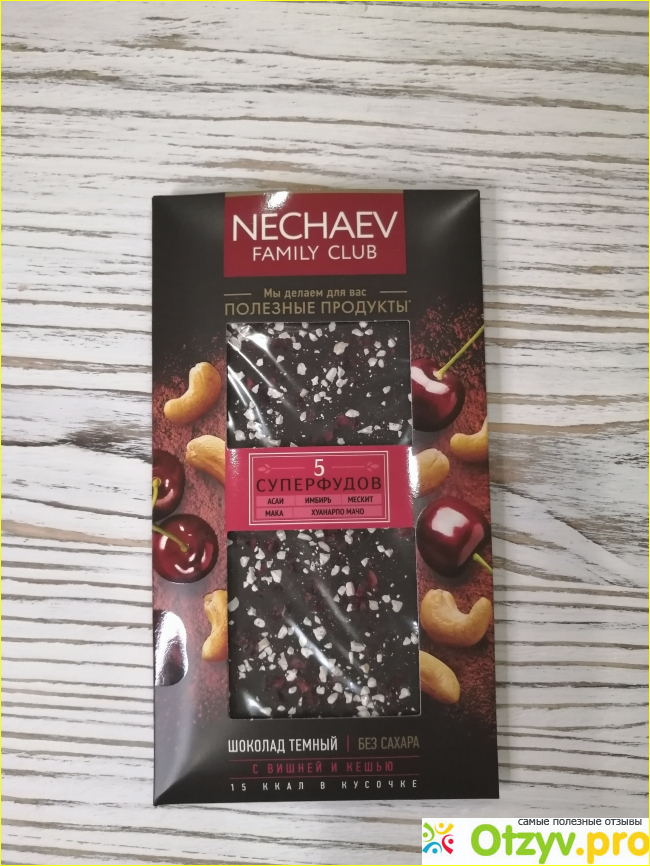 NECHAEV
FAMILY CLUB
Мы делаем для вас
ПОЛЕЗНЫЕ ПРОДУКТЫ*
5
СУПЕРФУДОВ
АСАИ ИМБИРЬ МЕСКИТ
МАКА ХУАНАРПО МАЧО
ШОКОЛАД ТЕМНЫЙ | БЕЗ САХАРА
С ВИШНЕЙ И КЕШЬЮ
15 ККАЛ В КУСОЧКЕ
самые полезные отзывы
Otzyv.pro